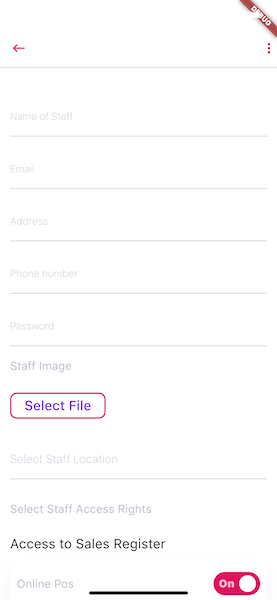 DEBUG
Name of Staff
Email
Address
Phone number
Password
Staff Image
Select File
Select Staff Location
Select Staff Access Rights
Access to Sales Register
Online Pos
On